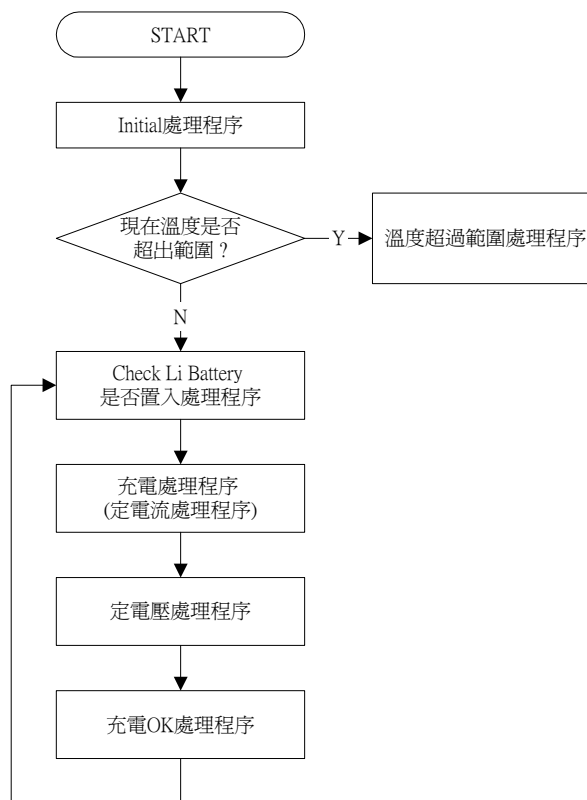 START
Initial處理程序
現在溫度是否
超出範圍？
Y
溫度超過範圍處理程序
N
Check Li Battery
是否置入處理程序
充電處理程序
(定電流處理程序)
定電壓處理程序
充電OK處理程序